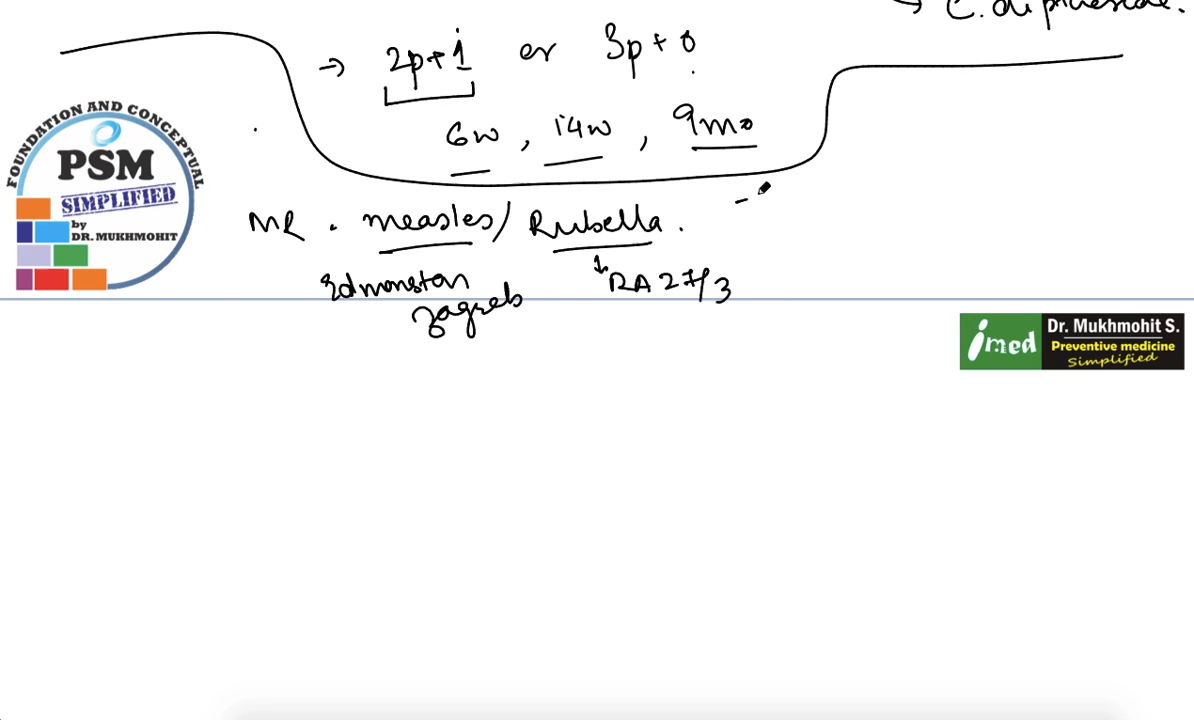 → C. diphtheriae.
→ 2p+1 or 3p+0
6w, 14w, 9mo
FOUNDATION AND CONCEPTUAL
PSM
SIMPLIFIED
by
DR. MUKHMOHIT
MR . measles/Rubella. -
Edmonston
Zagreb
↓RA 27/3
imed
Dr. Mukhmohit S.
Preventive medicine
Simplified